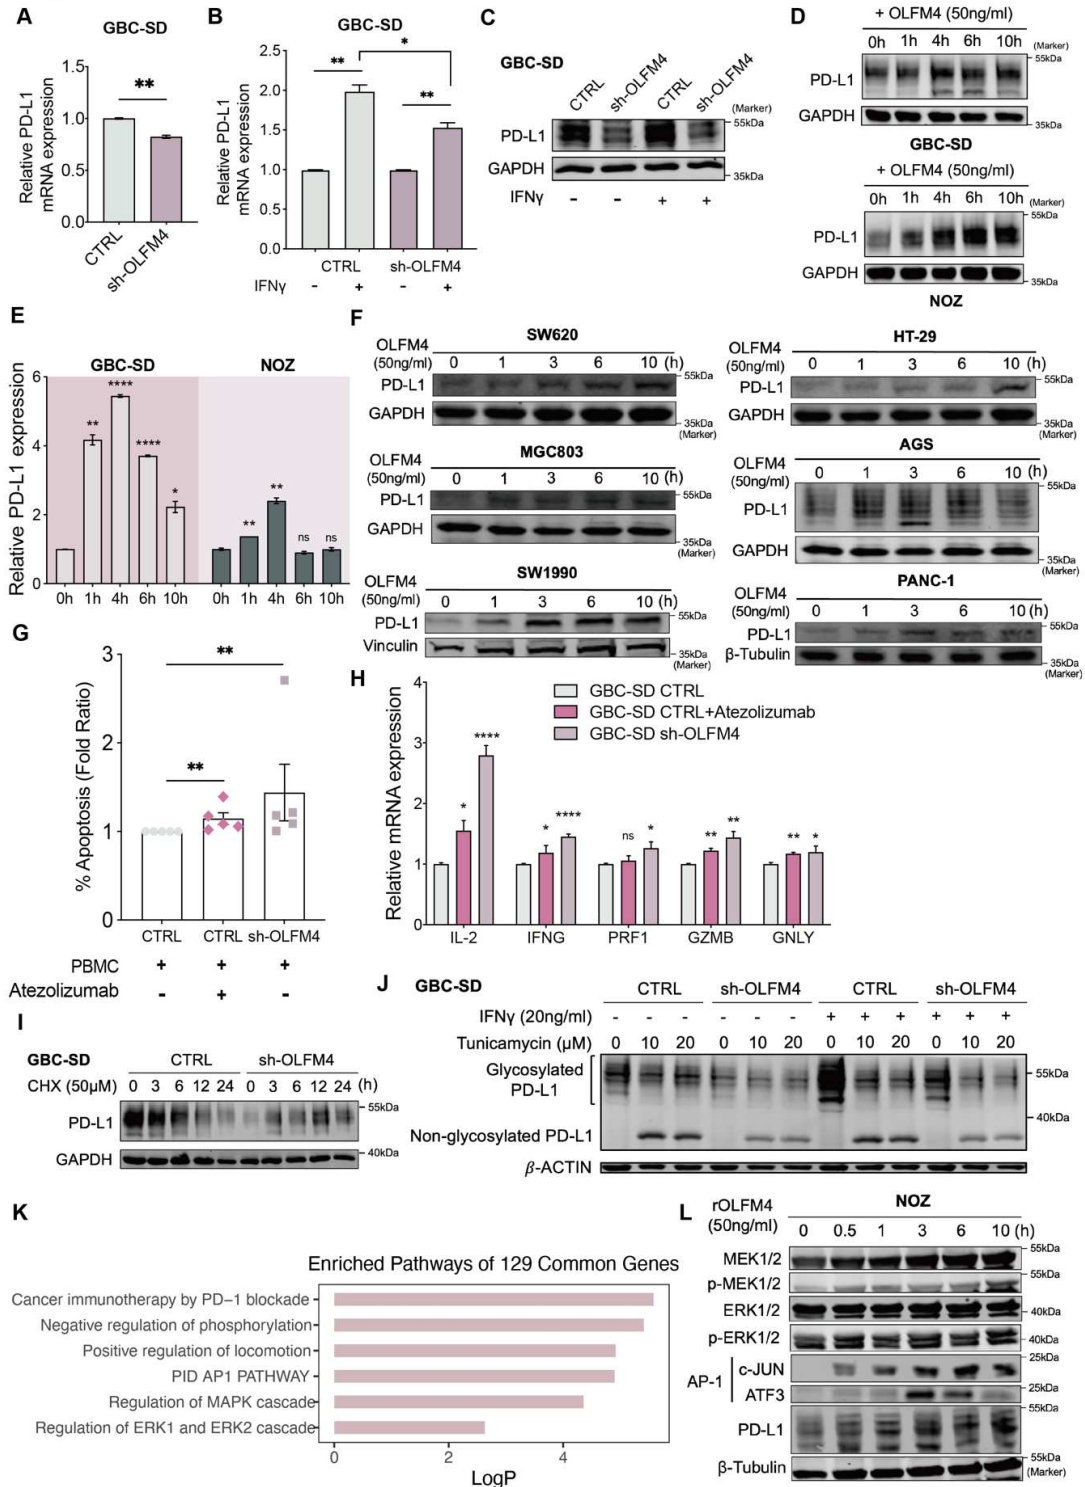 A
GBC-SD
Relative PD-L1
mRNA expression
1.5
1.0
0.5
0.0
**
CTRL
sh-OLFM4
B
GBC-SD
Relative PD-L1
mRNA expression
2.5
2.0
1.5
1.0
0.5
0.0
**
*
**
CTRL sh-OLFM4
IFNγ - + - +
C
GBC-SD
CTRL sh-OLFM4 CTRL sh-OLFM4
(Marker)
PD-L1 55kDa
GAPDH
35kDa
IFNγ - - + +
D
+ OLFM4 (50ng/ml)
0h 1h 4h 6h 10h (Marker)
55kDa
PD-L1
GAPDH
35kDa
GBC-SD
+ OLFM4 (50ng/ml)
0h 1h 4h 6h 10h (Marker)
55kDa
PD-L1
GAPDH
35kDa
NOZ
E
GBC-SD NOZ
Relative PD-L1 expression
6
4
2
0
** **** **** * ** ** ns ns
0h 1h 4h 6h 10h 0h 1h 4h 6h 10h
F
SW620
OLFM4
(50ng/ml) 0 1 3 6 10 (h)
55kDa
PD-L1
GAPDH
35kDa
(Marker)
HT-29
OLFM4
(50ng/ml) 0 1 3 6 10 (h)
55kDa
PD-L1
GAPDH
35kDa
(Marker)
MGC803
OLFM4
(50ng/ml) 0 1 3 6 10 (h)
55kDa
PD-L1
GAPDH
35kDa
(Marker)
AGS
OLFM4
(50ng/ml) 0 1 3 6 10 (h)
55kDa
PD-L1
GAPDH
35kDa
(Marker)
SW1990
OLFM4
(50ng/ml) 0 1 3 6 10 (h)
55kDa
PD-L1
Vinculin
35kDa
(Marker)
PANC-1
OLFM4
(50ng/ml) 0 1 3 6 10 (h)
55kDa
PD-L1
β-Tubulin
35kDa
(Marker)
G
% Apoptosis (Fold Ratio)
3
2
1
0
**
**
CTRL CTRL sh-OLFM4
PBMC + + +
Atezolizumab - + -
H
GBC-SD CTRL
GBC-SD CTRL+Atezolizumab
GBC-SD sh-OLFM4
Relative mRNA expression
4
3
2
1
0
* **** * **** ns * ** ** ** *
IL-2 IFNG PRF1 GZMB GNLY
I
GBC-SD CTRL sh-OLFM4
CHX (50μM) 0 3 6 12 24 0 3 6 12 24 (h)
55kDa
PD-L1
40kDa
GAPDH
J
GBC-SD CTRL sh-OLFM4 CTRL sh-OLFM4
IFNγ (20ng/ml) - - - - - - + + + + + +
Tunicamycin (μM) 0 10 20 0 10 20 0 10 20 0 10 20
Glycosylated
PD-L1
55kDa
40kDa
Non-glycosylated PD-L1
β-ACTIN
K
Enriched Pathways of 129 Common Genes
Cancer immunotherapy by PD−1 blockade
Negative regulation of phosphorylation
Positive regulation of locomotion
PID AP1 PATHWAY
Regulation of MAPK cascade
Regulation of ERK1 and ERK2 cascade
0 2 4
LogP
L
NOZ
rOLFM4
(50ng/ml) 0 0.5 1 3 6 10 (h)
MEK1/2 55kDa
p-MEK1/2 55kDa
ERK1/2 40kDa
p-ERK1/2 40kDa
AP-1
c-JUN 25kDa
ATF3 25kDa
55kDa
PD-L1
β-Tubulin 55kDa
(Marker)